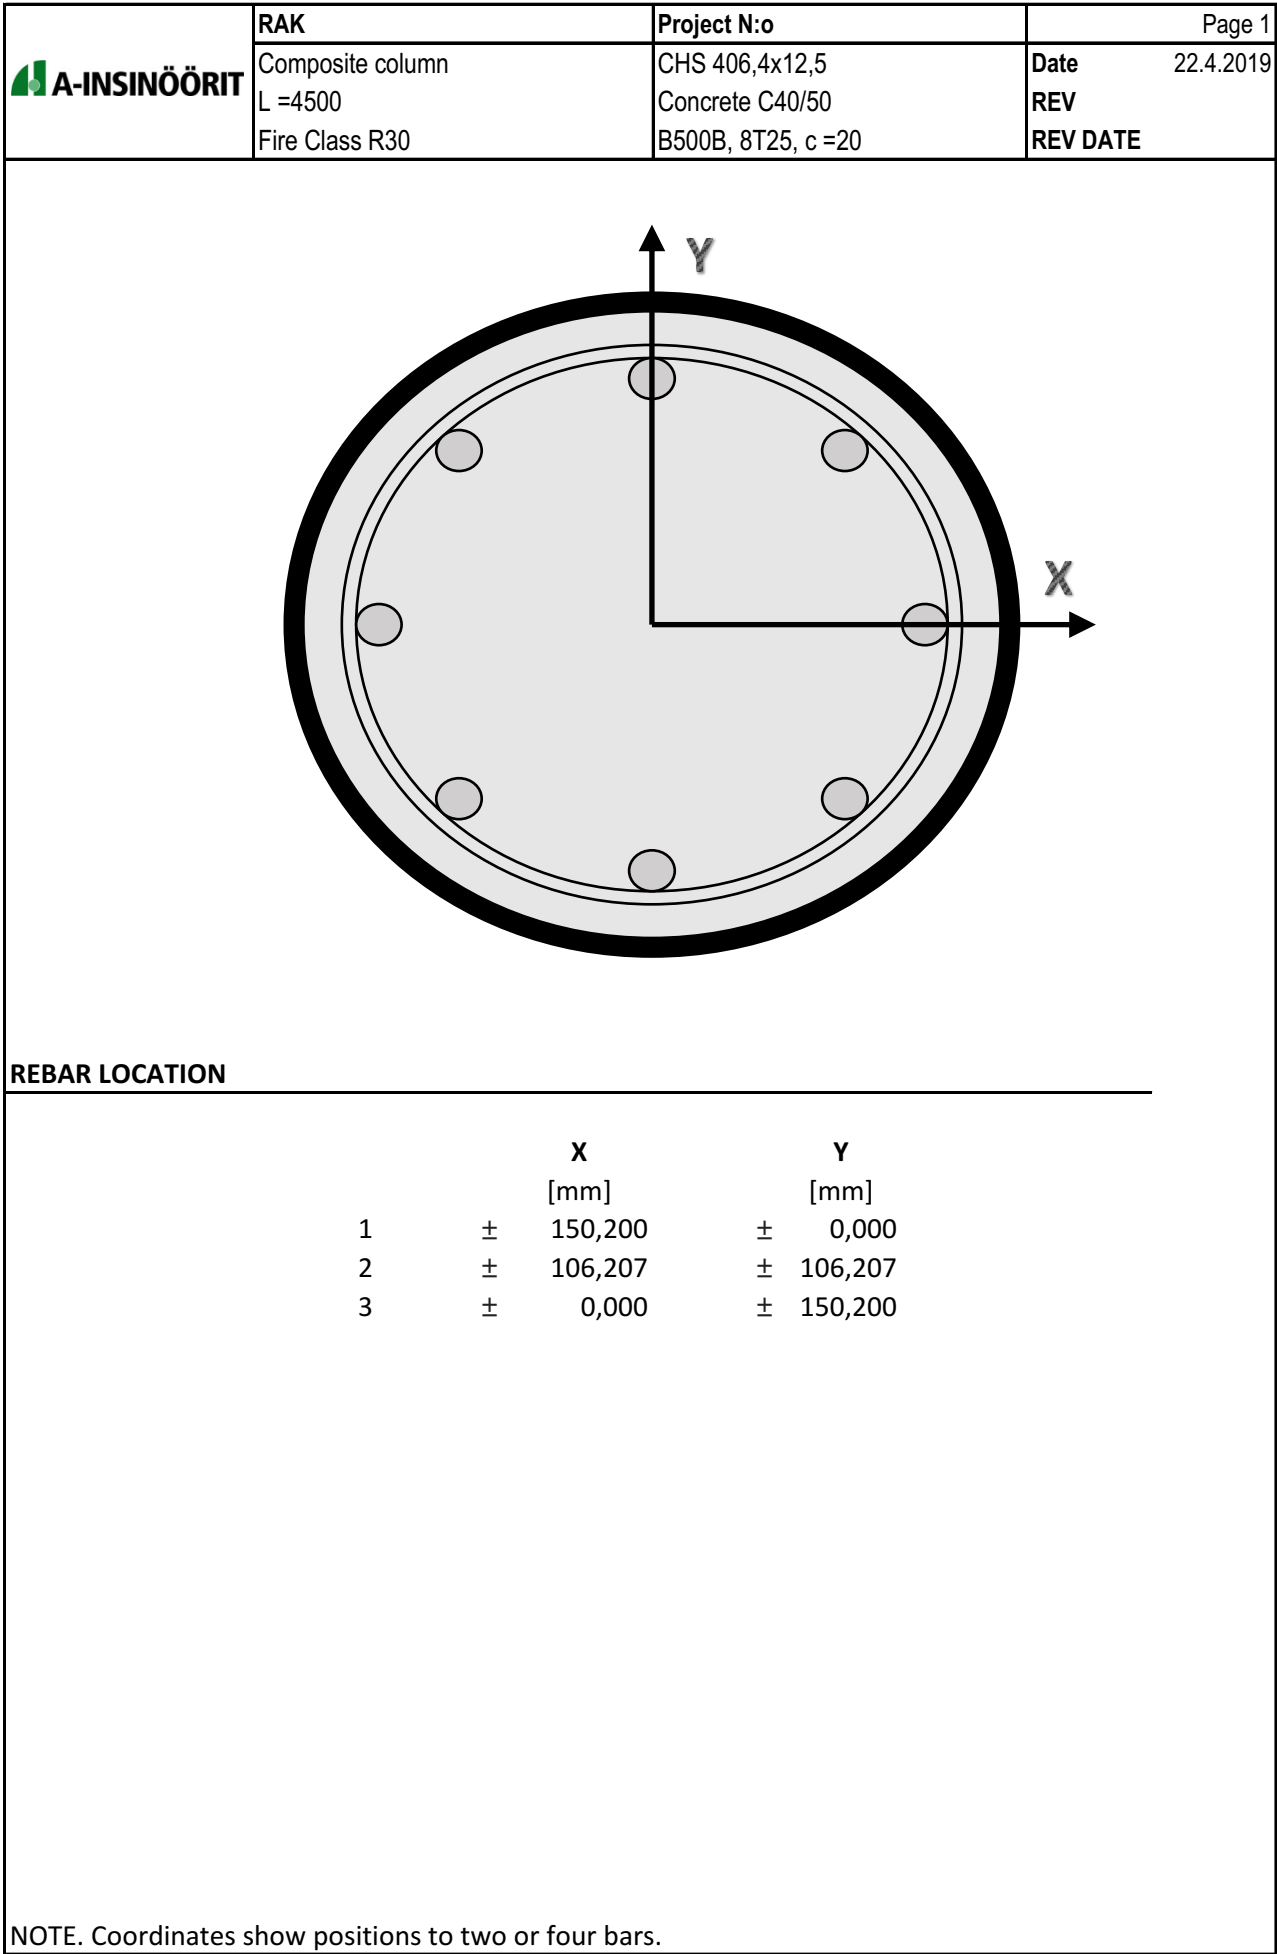 A-INSINÖÖRIT
RAK Project N:o Page 1
Composite column CHS 406,4x12,5 Date 22.4.2019
L =4500 Concrete C40/50 REV
Fire Class R30 B500B, 8T25, c =20 REV DATE
Y
X
REBAR LOCATION
X Y
[mm] [mm]
1 ± 150,200 ± 0,000
2 ± 106,207 ± 106,207
3 ± 0,000 ± 150,200
NOTE. Coordinates show positions to two or four bars.